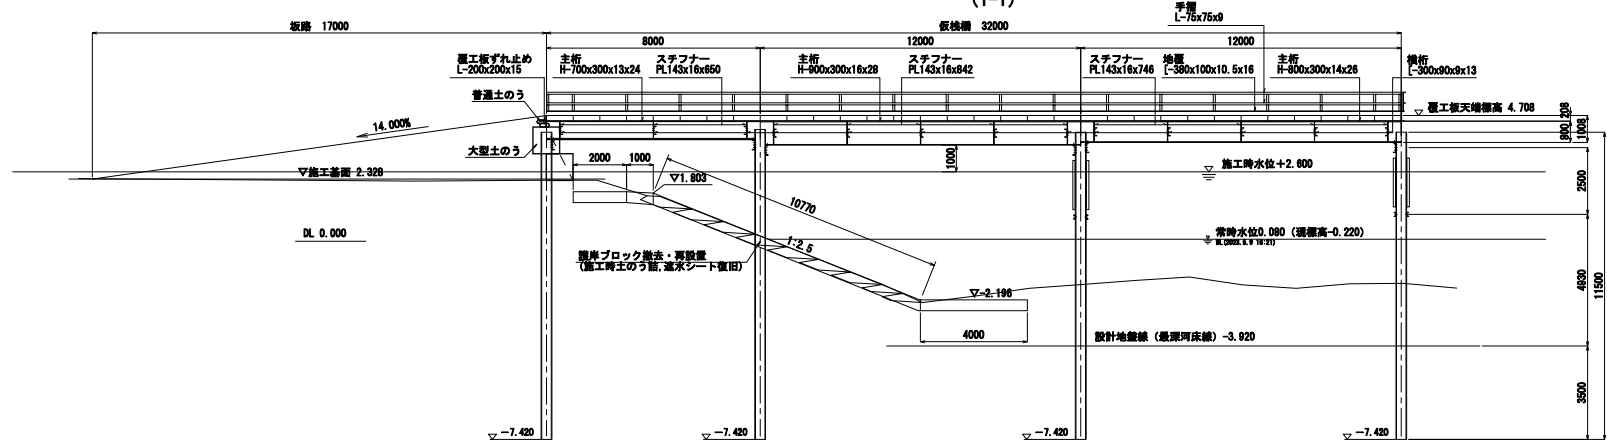 (1-1)
手摺
L-75x75x9
坂路 17000
仮桟橋 32000
8000
12000
12000
覆工板ずれ止め
L-200x200x15
主桁
H-700x300x13x24
スチフナー
PL143x16x650
主桁
H-900x300x16x28
スチフナー
PL143x16x842
スチフナー
PL143x16x746
地覆
[-380x100x10.5x16
主桁
H-800x300x14x26
横桁
[-300x90x9x13
普通土のう
14.000%
大型土のう
覆工板天端標高 4.708
208
800
1008
2000
1000
1000
▽施工基面 2.328
▽1.803
施工時水位+2.600
2500
10770
DL 0.000
1:2.5
常時水位0.080 (現標高-0.220)
WL(2023.5.9 16:21)
護岸ブロック撤去・再設置
(施工時土のう詰,遮水シート復旧)
▽-2.196
4930
11500
4000
設計地盤線 (最深河床線) -3.920
3500
-7.420
-7.420
-7.420
-7.420